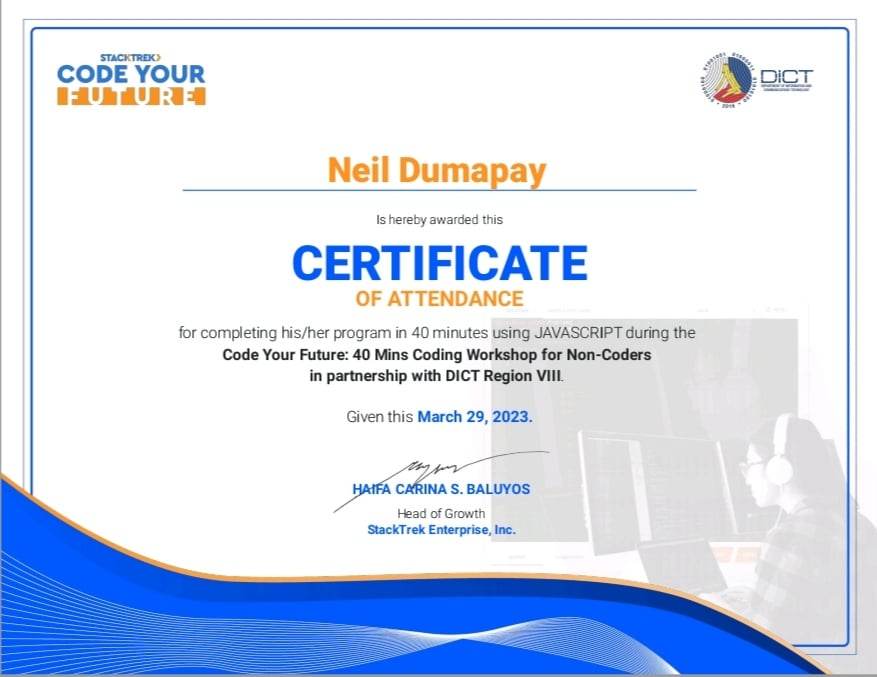 STACKTREK
CODE YOUR
FUTURE
DICT
DEPARTMENT OF INFORMATION AND
COMMUNICATIONS TECHNOLOGY
2016
Neil Dumapay
Is hereby awarded this
CERTIFICATE
OF ATTENDANCE
for completing his/her program in 40 minutes using JAVASCRIPT during the
Code Your Future: 40 Mins Coding Workshop for Non-Coders
in partnership with DICT Region VIII.
Given this March 29, 2023.
HAIFA CARINA S. BALUYOS
Head of Growth
StackTrek Enterprise, Inc.